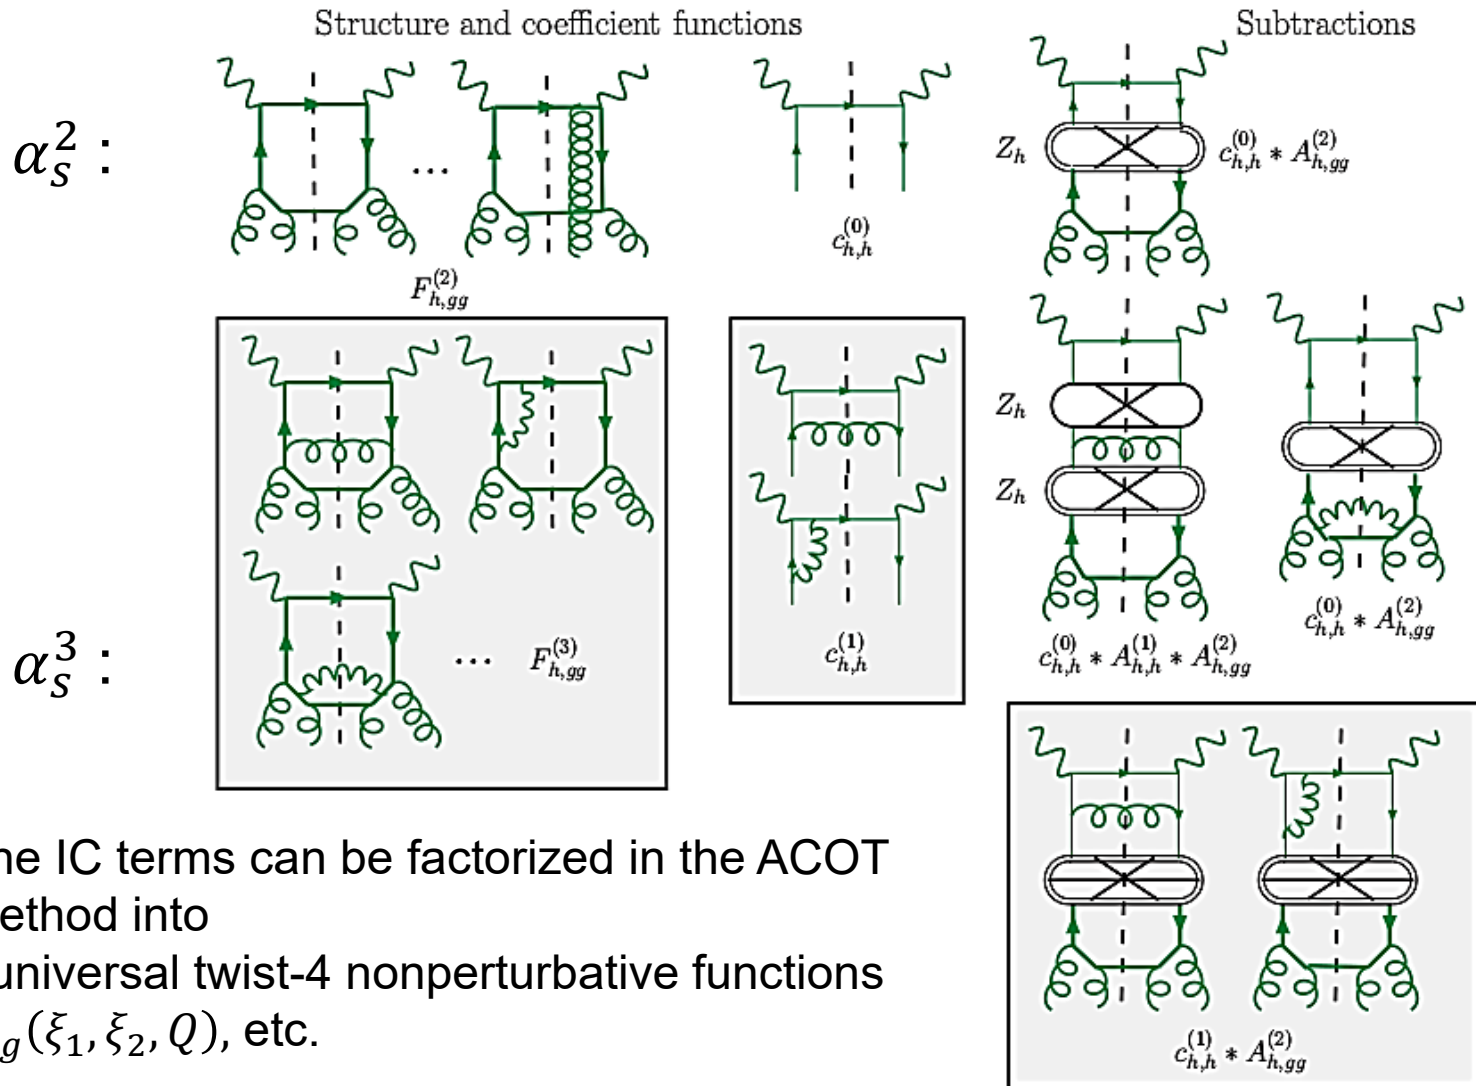 Structure and coefficient functions
Subtractions
α_s^2 :
...
F_{h,gg}^{(2)}
c_{h,h}^{(0)}
Z_h
c_{h,h}^{(0)} * A_{h,gg}^{(2)}
α_s^3 :
... F_{h,gg}^{(3)}
c_{h,h}^{(1)}
Z_h
Z_h
c_{h,h}^{(0)} * A_{h,h}^{(1)} * A_{h,gg}^{(2)}
c_{h,h}^{(0)} * A_{h,gg}^{(2)}
c_{h,h}^{(1)} * A_{h,gg}^{(2)}
he IC terms can be factorized in the ACOT
ethod into
universal twist-4 nonperturbative functions
g(ξ_1, ξ_2, Q), etc.